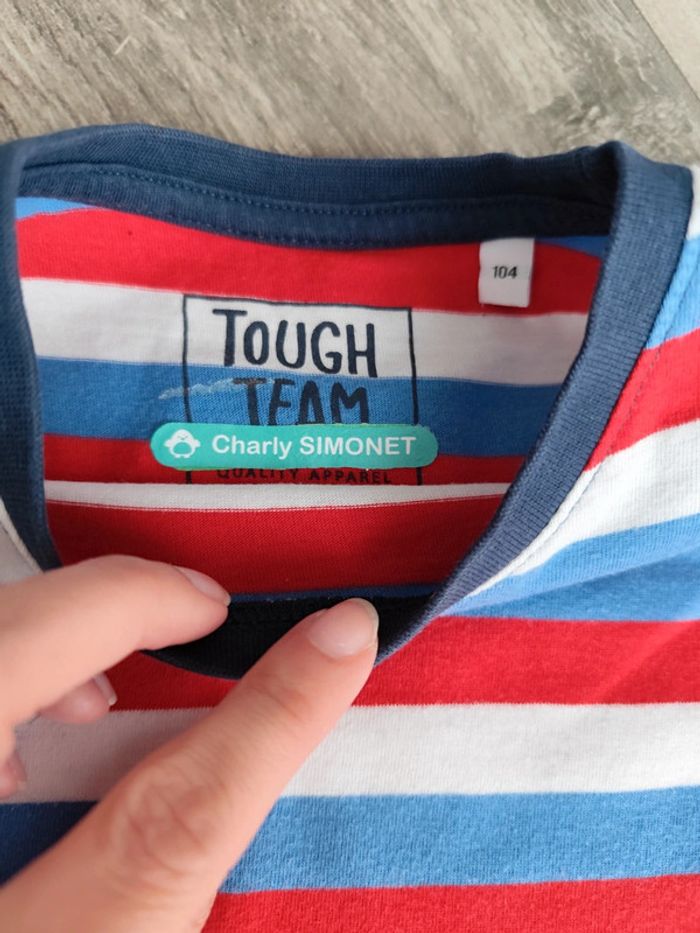 104
TOUGH
TEAM
Charly SIMONET
QUALITY APPAREL